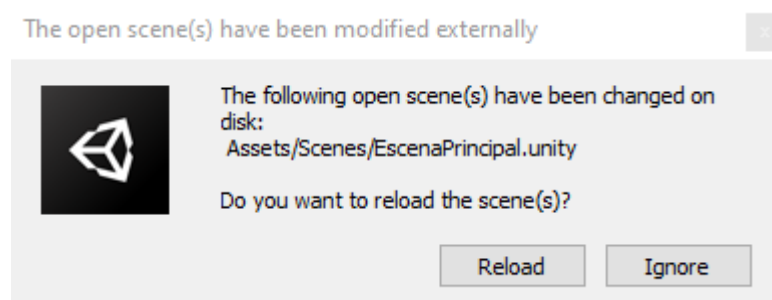 The open scene(s) have been modified externally
x
The following open scene(s) have been changed on
disk:
Assets/Scenes/EscenaPrincipal.unity
Do you want to reload the scene(s)?
Reload Ignore